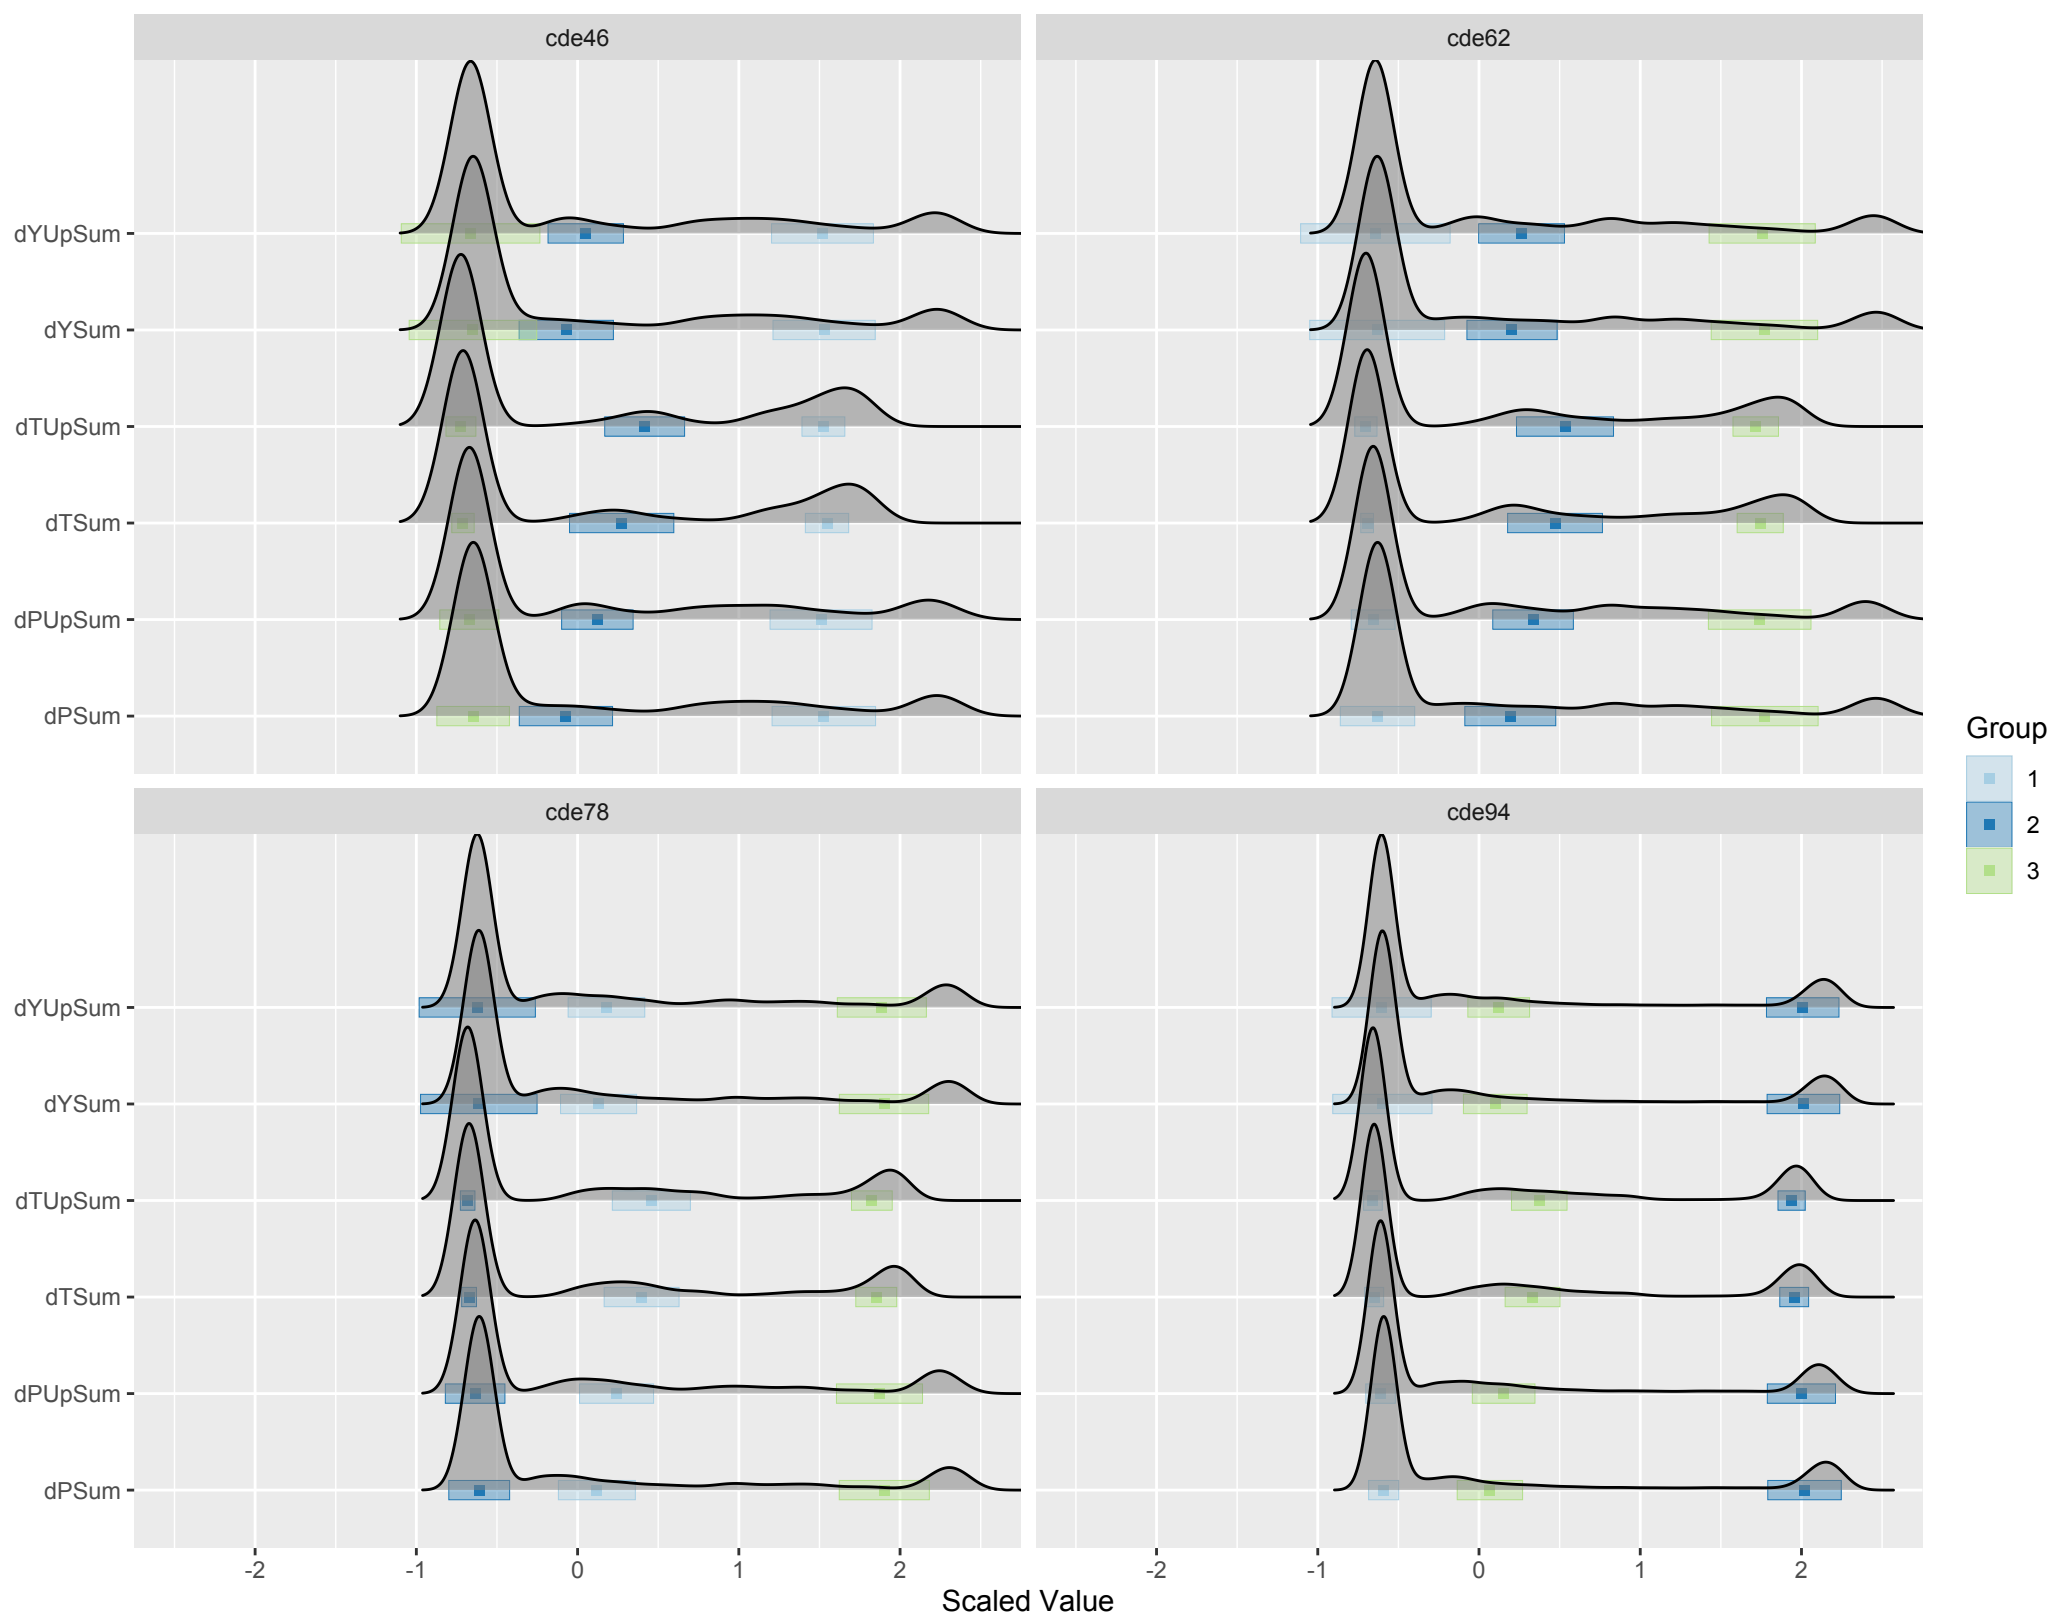 cde46
cde62
dYUpSum
dYSum
dTUpSum
dTSum
dPUpSum
dPSum
cde78
cde94
dYUpSum
dYSum
dTUpSum
dTSum
dPUpSum
dPSum
-2 -1 0 1 2
-2 -1 0 1 2
Scaled Value
Group
1
2
3